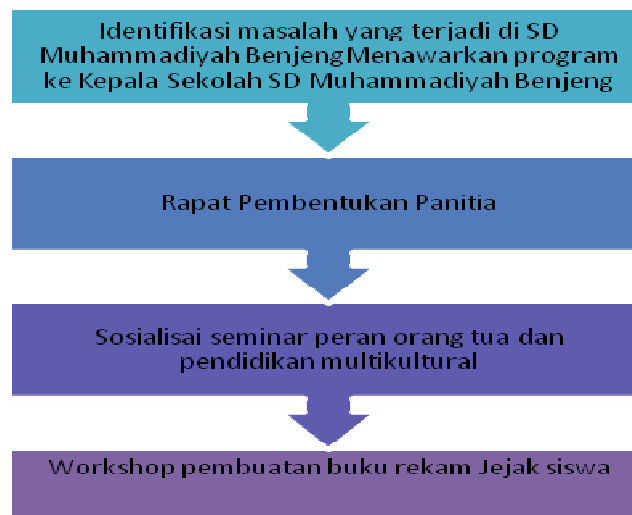 Identifikasi masalah yang terjadi di SD
Muhammadiyah Benjeng Menawarkan program
ke Kepala Sekolah SD Muhammadiyah Benjeng
Rapat Pembentukan Panitia
Sosialisai seminar peran orang tua dan
pendidikan multikultural
Workshop pembuatan buku rekam Jejak siswa